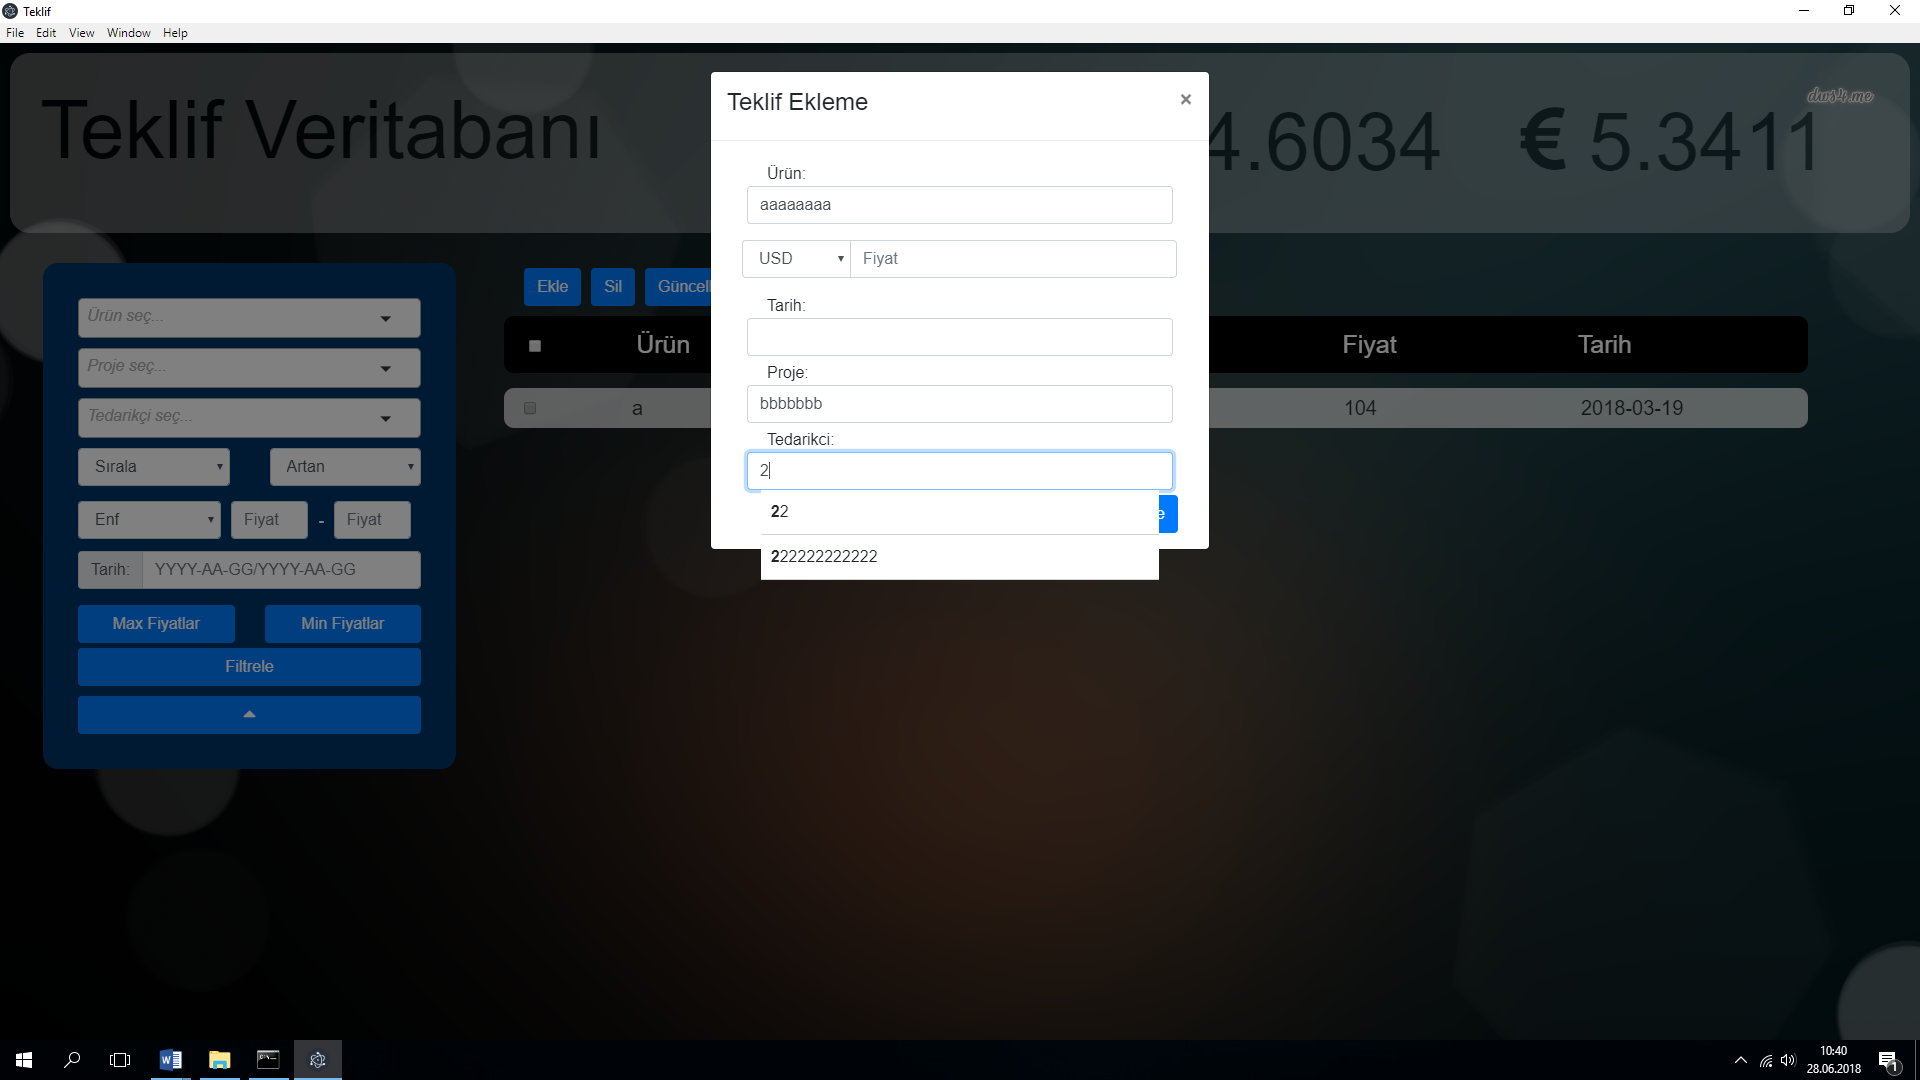 Teklif
File Edit View Window Help
Teklif Veritabanı
4.6034 € 5.3411
dws4.me
Teklif Ekleme
×
Ürün:
aaaaaaaa
USD Fiyat
Tarih:
Proje:
bbbbbbb
Tedarikci:
2
22
222222222222
e
Ürün seç...
Proje seç...
Tedarikçi seç...
Sırala Artan
Enf Fiyat - Fiyat
Tarih: YYYY-AA-GG/YYYY-AA-GG
Max Fiyatlar Min Fiyatlar
Filtrele
Ekle Sil Güncell
Ürün Fiyat Tarih
a 104 2018-03-19
10:40
28.06.2018
1